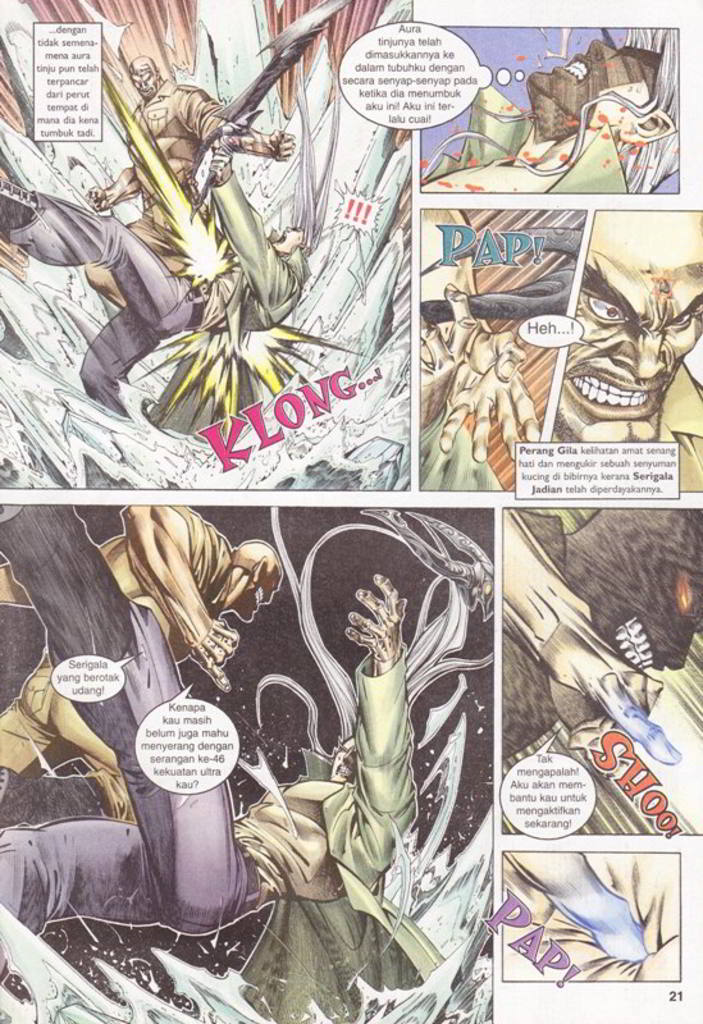 ...dengan
tidak semena-
mena aura
tinju pun telah
terpancar
dari perut
tempat di
mana dia kena
tumbuk tadi.
Aura
tinjunya telah
dimasukkannya ke
dalam tubuhku dengan
secara senyap-senyap pada
ketika dia menumbuk
aku ini! Aku ini ter-
lalu cuai!
!!!
KLONG...
PAP!
Heh...!
Perang Gila kelihatan amat senang
hati dan mengukir sebuah senyuman
kucing di bibirnya kerana Serigala
Jadian telah diperdayakannya.
Serigala
yang berotak
udang!
Kenapa
kau masih
belum juga mahu
menyerang dengan
serangan ke-46
kekuatan ultra
kau?
Tak
mengapalah!
Aku akan mem-
bantu kau untuk
mengaktifkan
sekarang!
SHOO!
PAP!
21